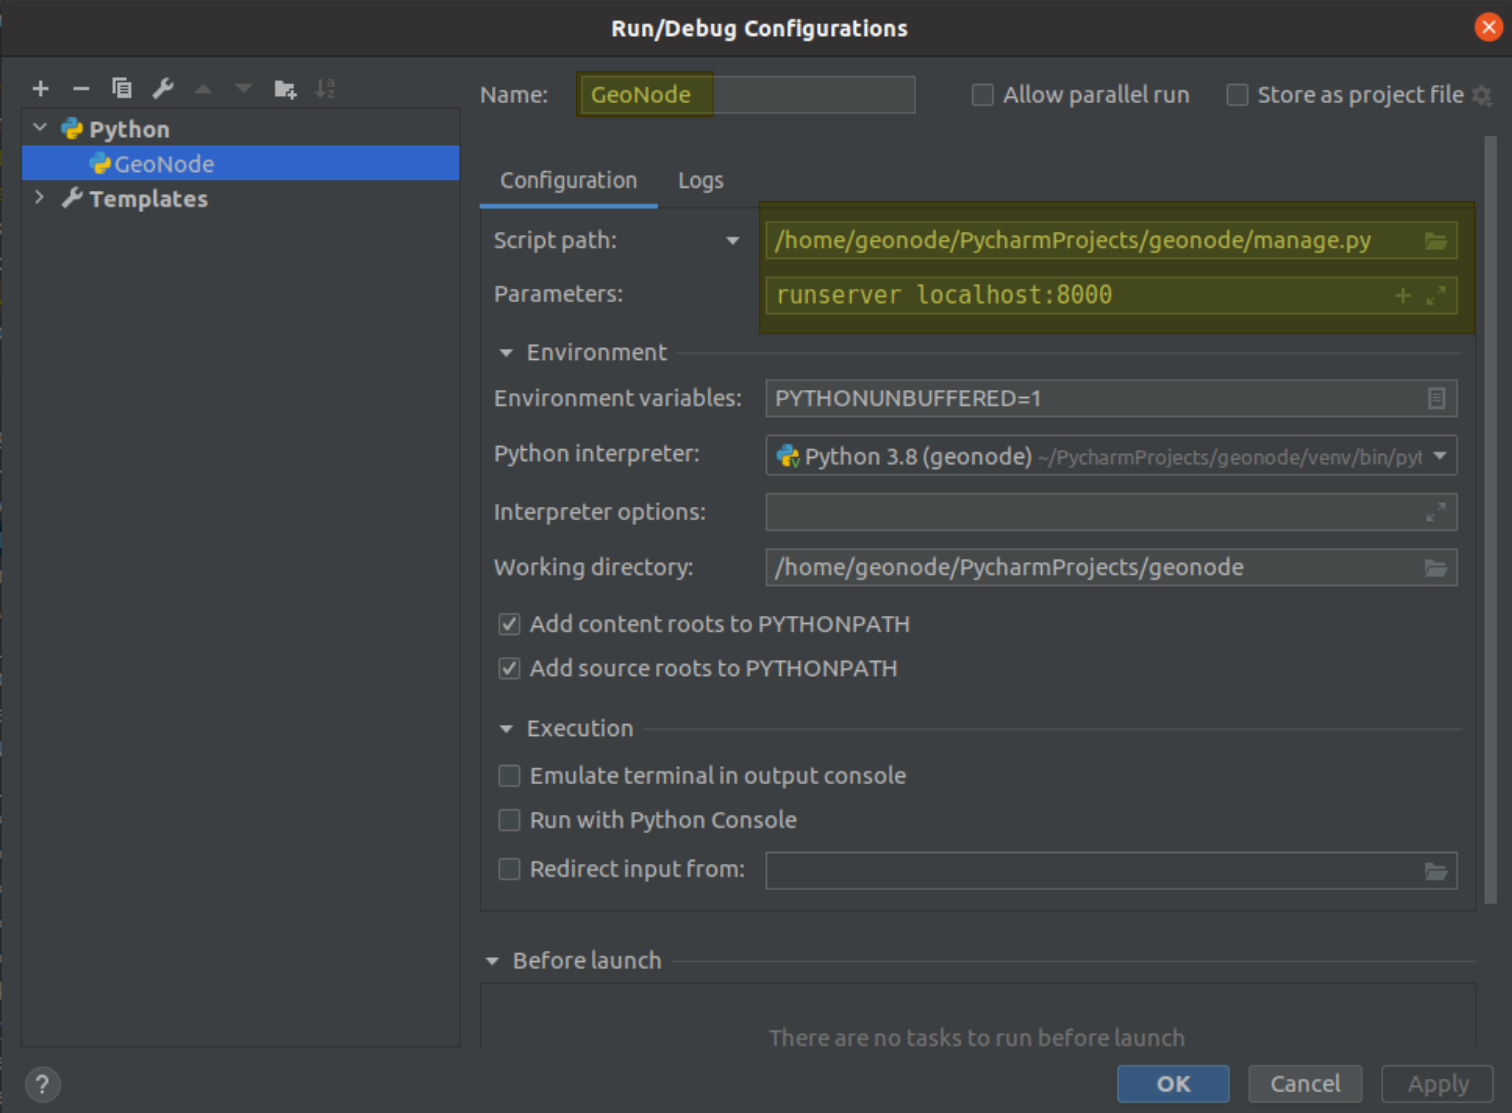 Run/Debug Configurations
Name: GeoNode
Allow parallel run
Store as project file
Python
GeoNode
Templates
Configuration
Logs
Script path: /home/geonode/PycharmProjects/geonode/manage.py
Parameters: runserver localhost:8000
Environment
Environment variables: PYTHONUNBUFFERED=1
Python interpreter: Python 3.8 (geonode) ~/PycharmProjects/geonode/venv/bin/pyt
Interpreter options:
Working directory: /home/geonode/PycharmProjects/geonode
Add content roots to PYTHONPATH
Add source roots to PYTHONPATH
Execution
Emulate terminal in output console
Run with Python Console
Redirect input from:
Before launch
There are no tasks to run before launch
?
OK
Cancel
Apply